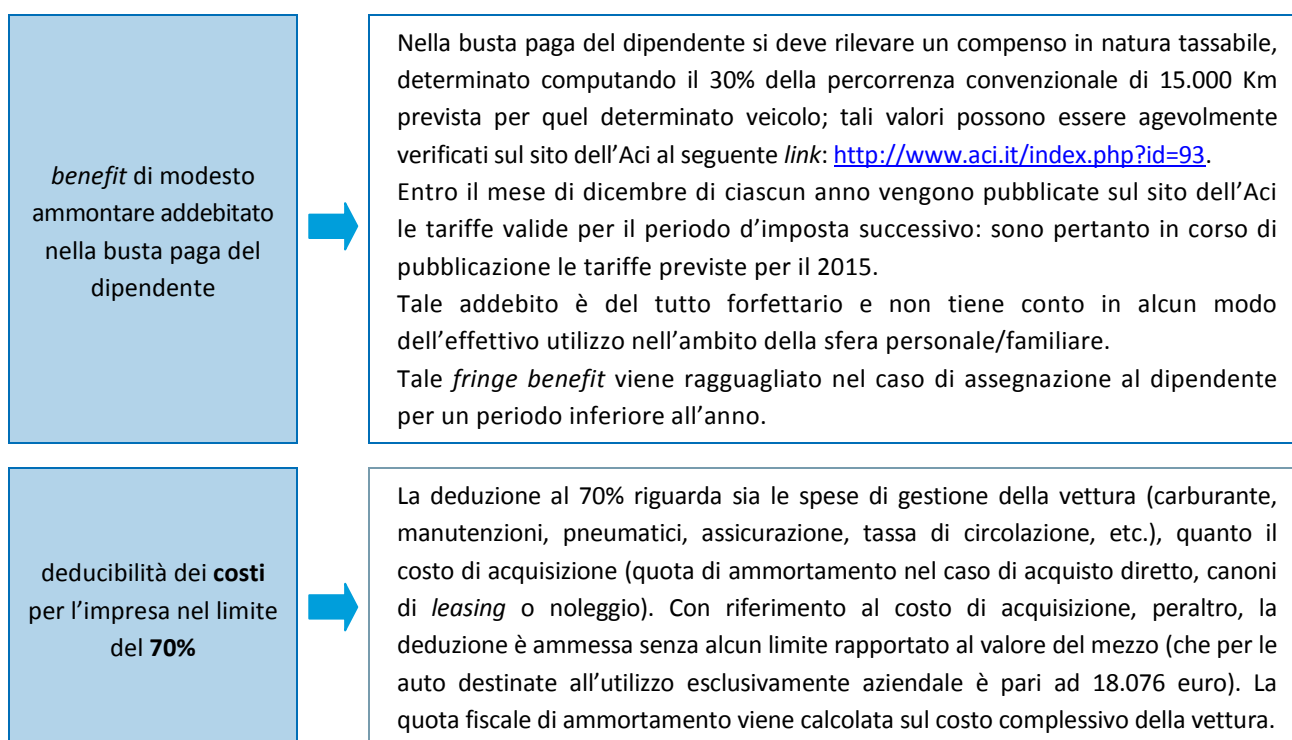 benefit di modesto
ammontare addebitato
nella busta paga del
dipendente
Nella busta paga del dipendente si deve rilevare un compenso in natura tassabile,
determinato computando il 30% della percorrenza convenzionale di 15.000 Km
prevista per quel determinato veicolo; tali valori possono essere agevolmente
verificati sul sito dell’Aci al seguente link: http://www.aci.it/index.php?id=93.
Entro il mese di dicembre di ciascun anno vengono pubblicate sul sito dell’Aci
le tariffe valide per il periodo d’imposta successivo: sono pertanto in corso di
pubblicazione le tariffe previste per il 2015.
Tale addebito è del tutto forfettario e non tiene conto in alcun modo
dell’effettivo utilizzo nell’ambito della sfera personale/familiare.
Tale fringe benefit viene ragguagliato nel caso di assegnazione al dipendente
per un periodo inferiore all’anno.
deducibilità dei costi
per l’impresa nel limite
del 70%
La deduzione al 70% riguarda sia le spese di gestione della vettura (carburante,
manutenzioni, pneumatici, assicurazione, tassa di circolazione, etc.), quanto il
costo di acquisizione (quota di ammortamento nel caso di acquisto diretto, canoni
di leasing o noleggio). Con riferimento al costo di acquisizione, peraltro, la
deduzione è ammessa senza alcun limite rapportato al valore del mezzo (che per le
auto destinate all’utilizzo esclusivamente aziendale è pari ad 18.076 euro). La
quota fiscale di ammortamento viene calcolata sul costo complessivo della vettura.